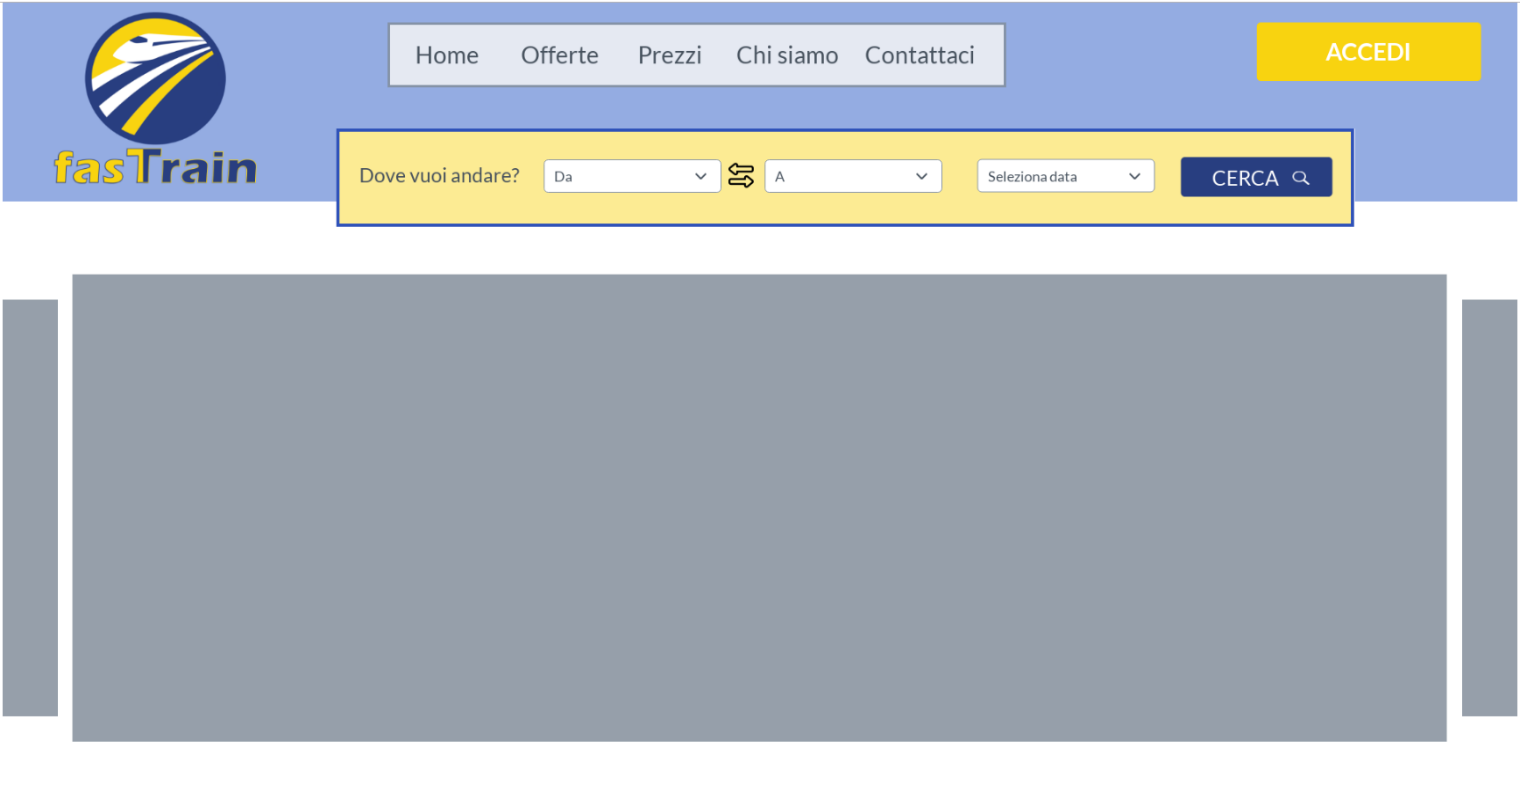 Home Offerte Prezzi Chi siamo Contattaci
ACCEDI
fasTrain
Dove vuoi andare? Da A Seleziona data CERCA